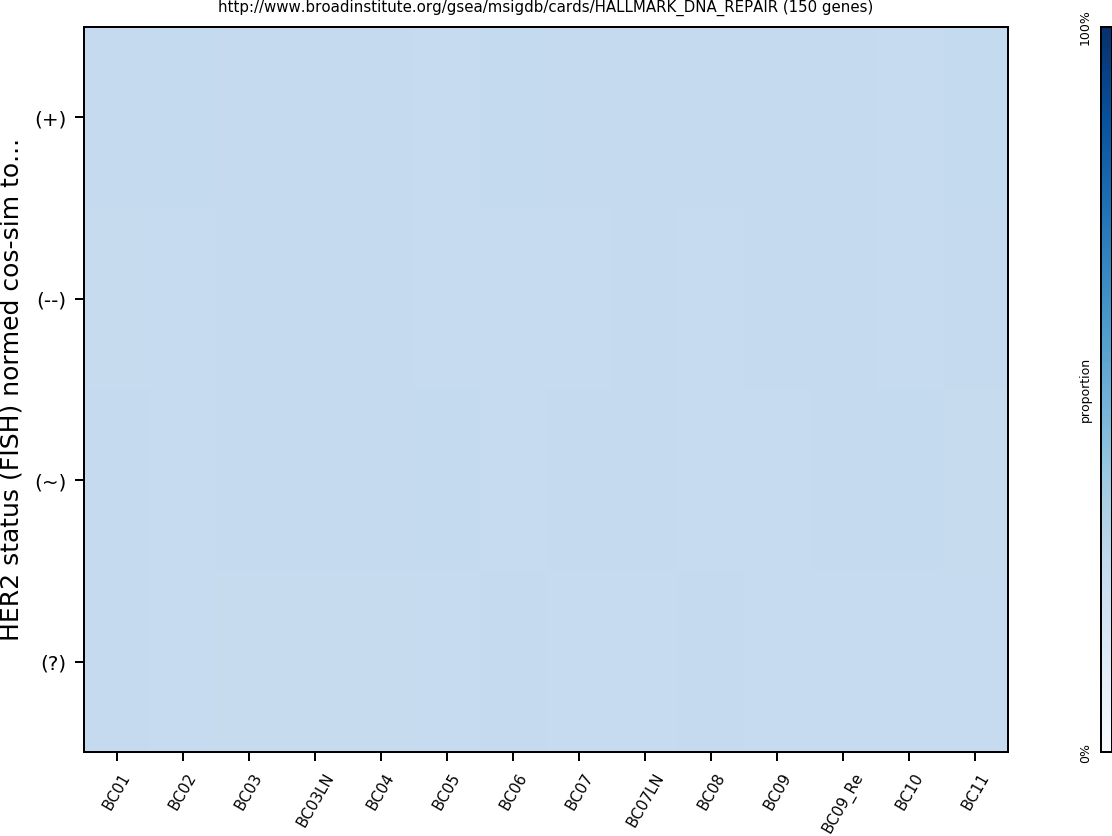 http://www.broadinstitute.org/gsea/msigdb/cards/HALLMARK_DNA_REPAIR (150 genes)
HER2 status (FISH) normed cos-sim to...
(+)
(--)
(~)
(?)
BC01
BC02
BC03
BC03LN
BC04
BC05
BC06
BC07
BC07LN
BC08
BC09
BC09_Re
BC10
BC11
100%
proportion
0%